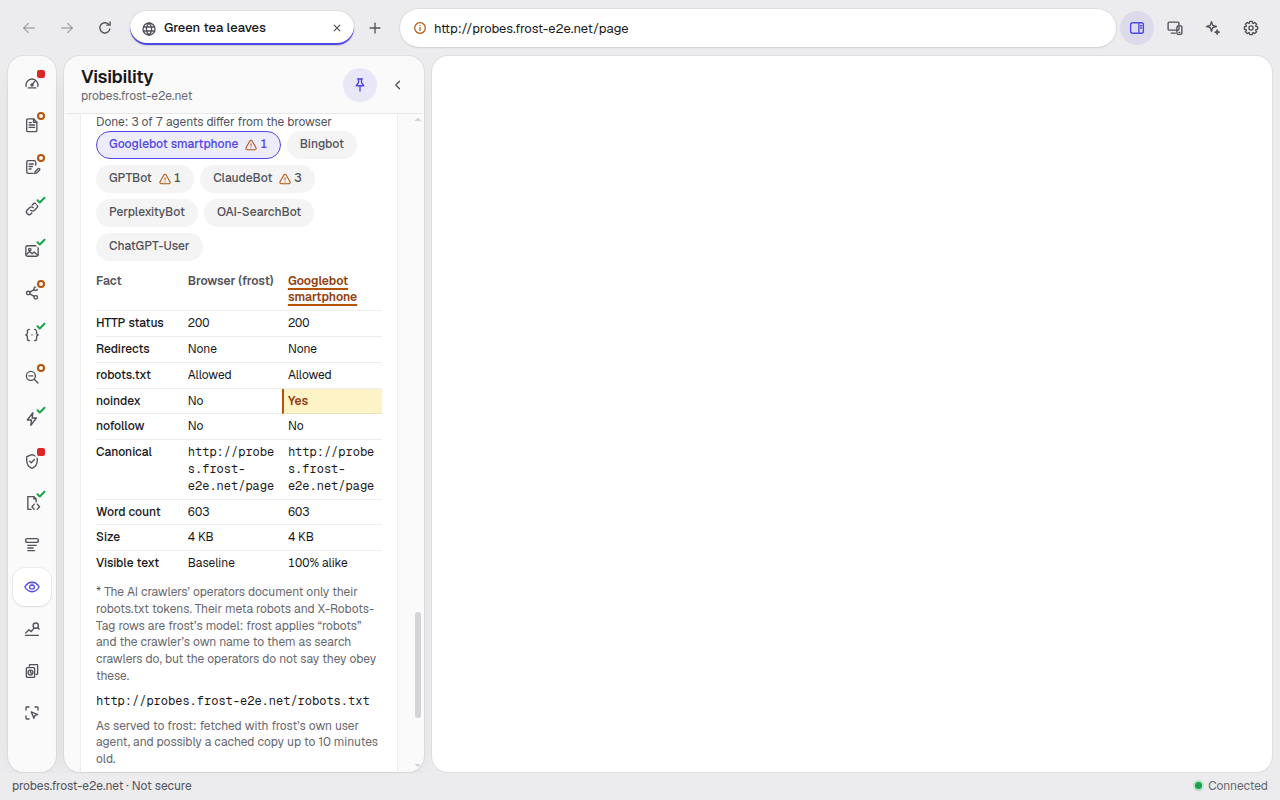 Green tea leaves
http://probes.frost-e2e.net/page
Visibility
probes.frost-e2e.net
Done: 3 of 7 agents differ from the browser
Googlebot smartphone 1
Bingbot
GPTBot 1
ClaudeBot 3
PerplexityBot
OAI-SearchBot
ChatGPT-User
Fact Browser (frost) Googlebot smartphone
HTTP status 200 200
Redirects None None
robots.txt Allowed Allowed
noindex No Yes
nofollow No No
Canonical http://probes.frost-e2e.net/page http://probes.frost-e2e.net/page
Word count 603 603
Size 4 KB 4 KB
Visible text Baseline 100% alike
* The AI crawlers' operators document only their
robots.txt tokens. Their meta robots and X-Robots-
Tag rows are frost's model: frost applies “robots”
and the crawler's own name to them as search
crawlers do, but the operators do not say they obey
these.
http://probes.frost-e2e.net/robots.txt
As served to frost: fetched with frost's own user
agent, and possibly a cached copy up to 10 minutes
old.
probes.frost-e2e.net · Not secure
Connected